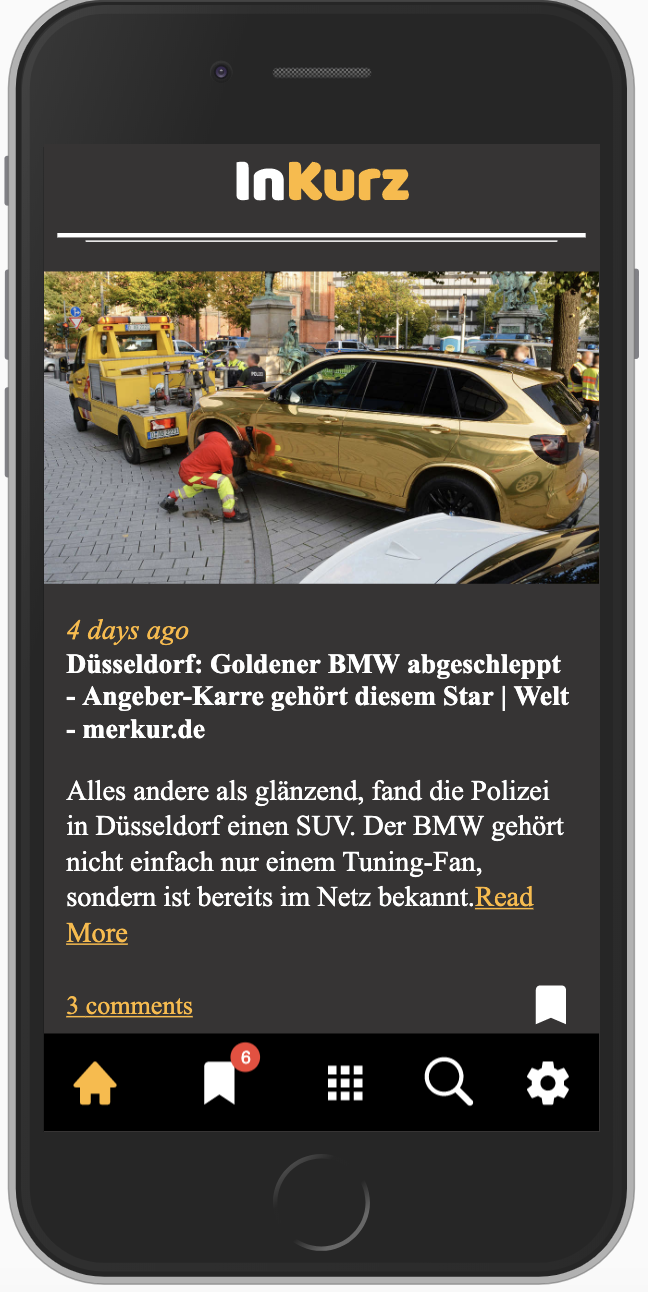 InKurz
POLIZEI
4 days ago
Düsseldorf: Goldener BMW abgeschleppt
- Angeber-Karre gehört diesem Star | Welt
- merkur.de
Alles andere als glänzend, fand die Polizei
in Düsseldorf einen SUV. Der BMW gehört
nicht einfach nur einem Tuning-Fan,
sondern ist bereits im Netz bekannt.Read
More
3 comments
6